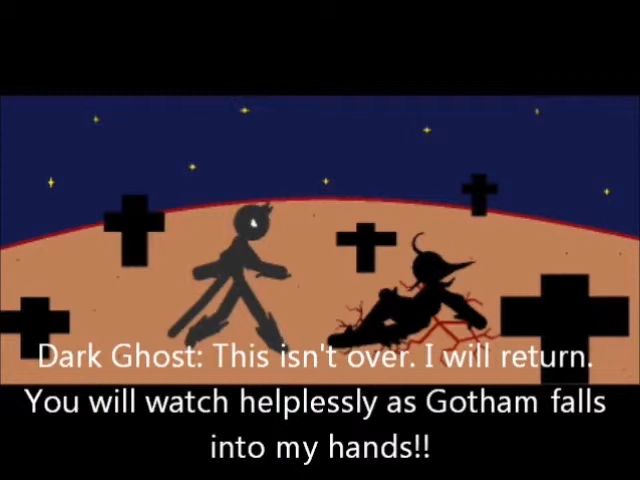 Dark Ghost: This isn't over. I will return.
You will watch helplessly as Gotham falls
into my hands!!